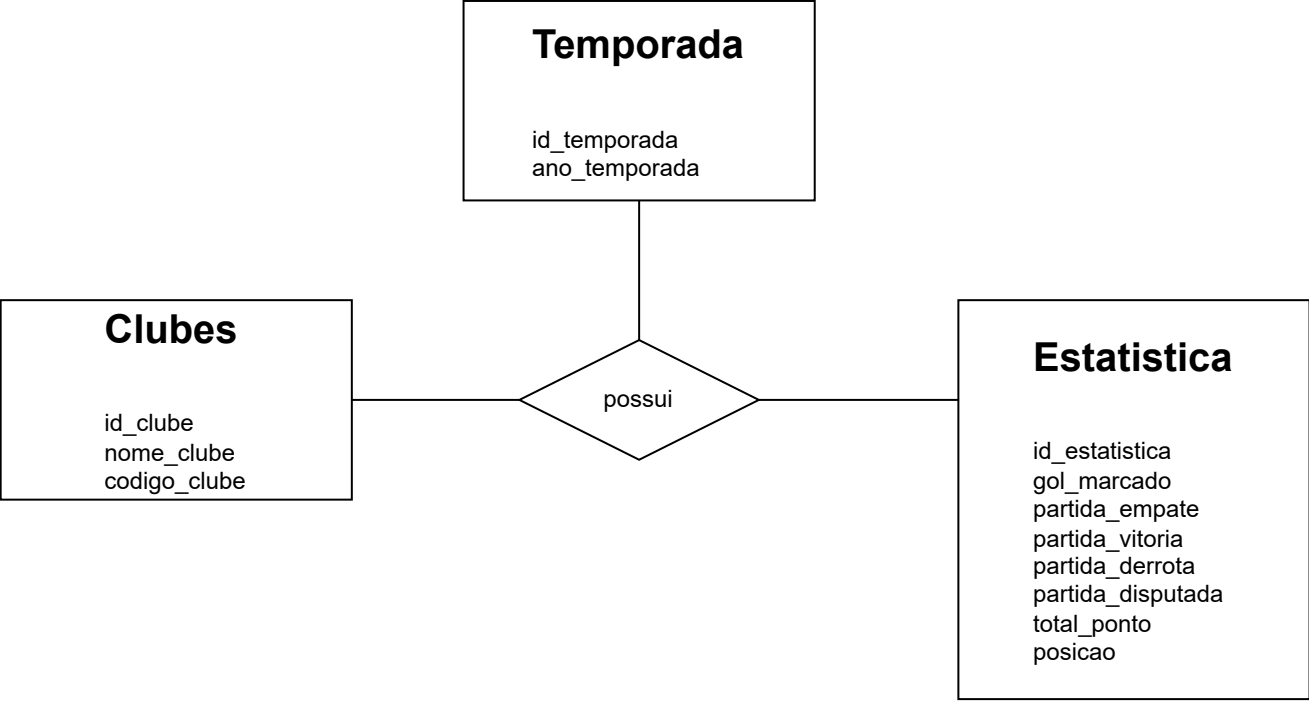 Temporada
id_temporada
ano_temporada
Clubes
id_clube
nome_clube
codigo_clube
possui
Estatistica
id_estatistica
gol_marcado
partida_empate
partida_vitoria
partida_derrota
partida_disputada
total_ponto
posicao